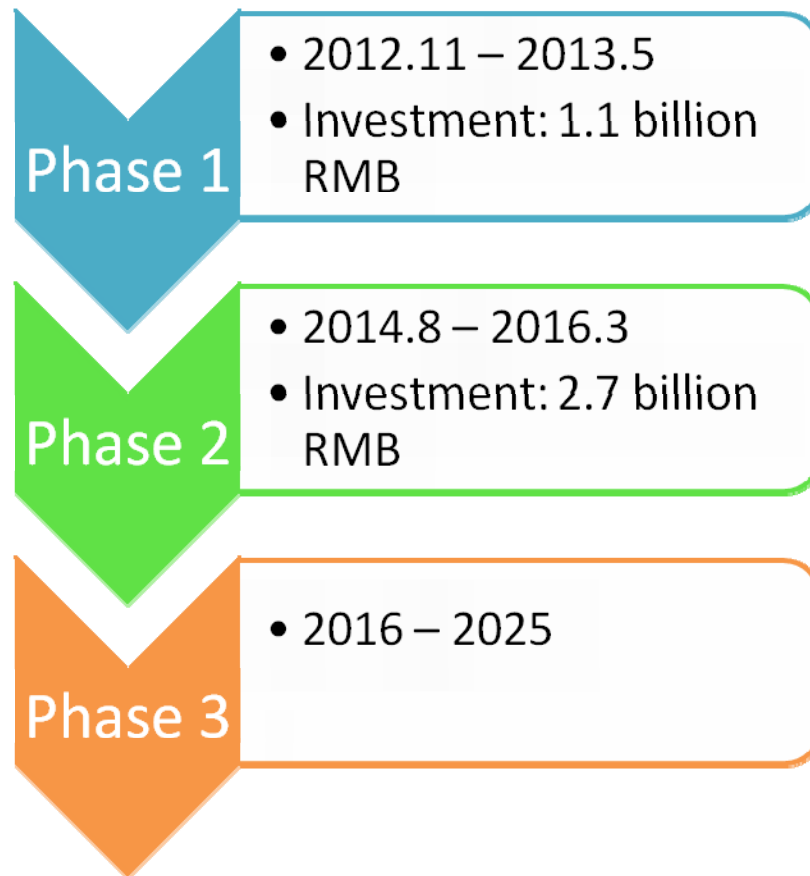 Phase 1
• 2012.11 – 2013.5
• Investment: 1.1 billion
RMB
Phase 2
• 2014.8 – 2016.3
• Investment: 2.7 billion
RMB
Phase 3
• 2016 – 2025